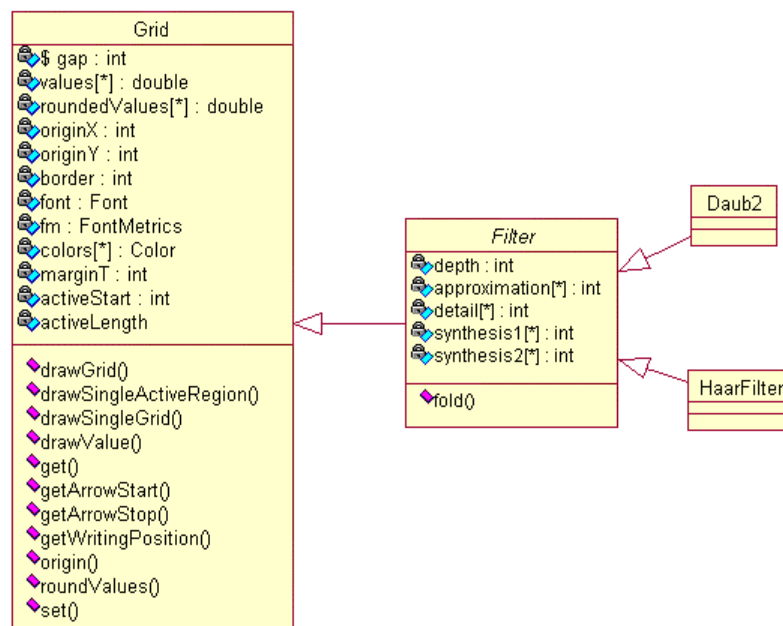 Grid
$ gap : int
values[*] : double
roundedValues[*] : double
originX : int
originY : int
border : int
font : Font
fm : FontMetrics
colors[*] : Color
marginT : int
activeStart : int
activeLength
drawGrid()
drawSingleActiveRegion()
drawSingleGrid()
drawValue()
get()
getArrowStart()
getArrowStop()
getWritingPosition()
origin()
roundValues()
set()
Filter
depth : int
approximation[*] : int
detail[*] : int
synthesis1[*] : int
synthesis2[*] : int
fold()
Daub2
HaarFilter